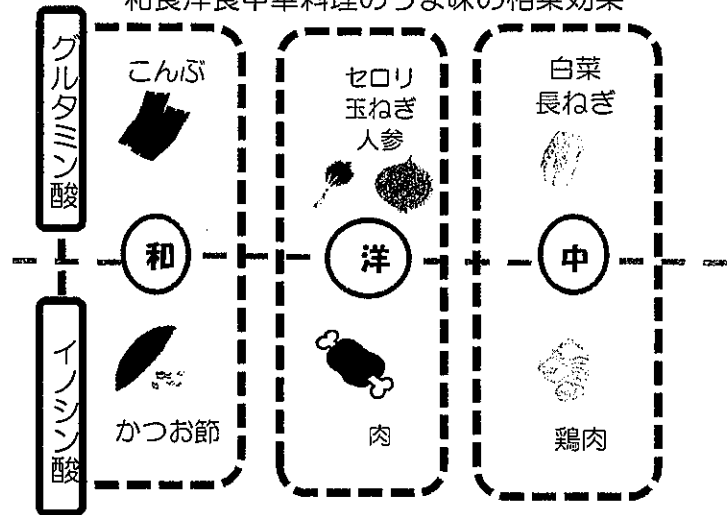 和食洋食中華料理のうま味の相乗効果
グルタミン酸
こんぶ
セロリ
玉ねぎ
人参
白菜
長ねぎ
和
洋
中
イノシン酸
かつお節
肉
鶏肉